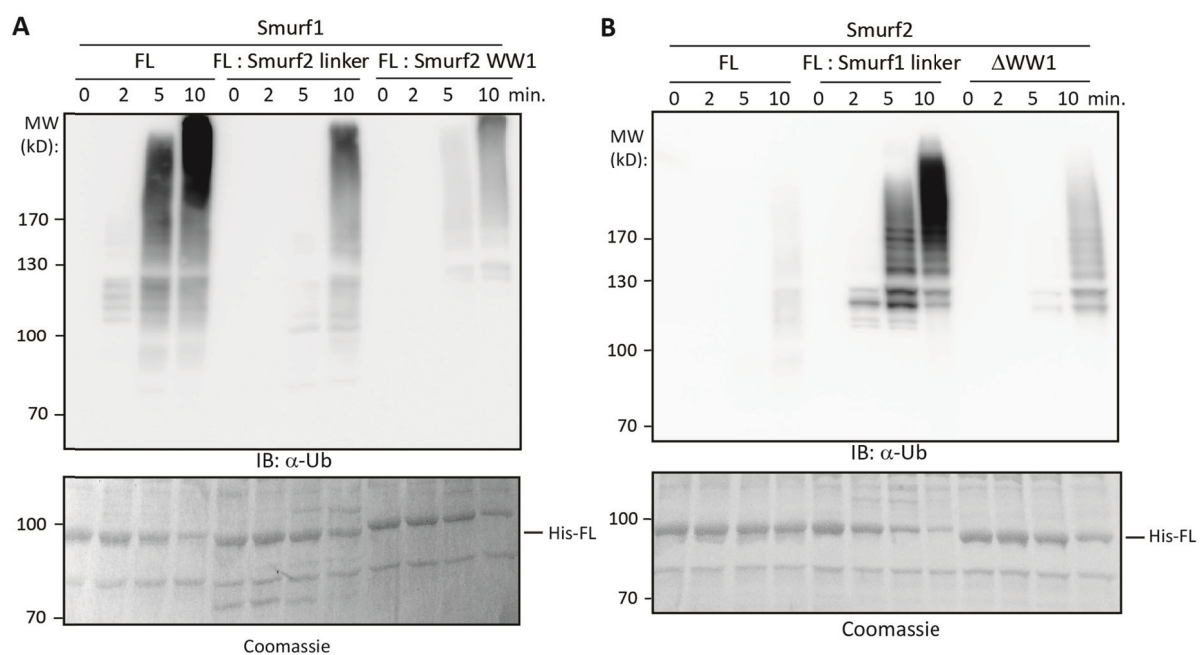 A
Smurf1
FL FL : Smurf2 linker FL : Smurf2 WW1
0 2 5 10 0 2 5 10 0 2 5 10 min.
MW
(kD):
170
130
100
70
IB: α-Ub
100
70
His-FL
Coomassie
B
Smurf2
FL FL : Smurf1 linker ΔWW1
0 2 5 10 0 2 5 10 0 2 5 10 min.
MW
(kD):
170
130
100
70
IB: α-Ub
100
70
His-FL
Coomassie